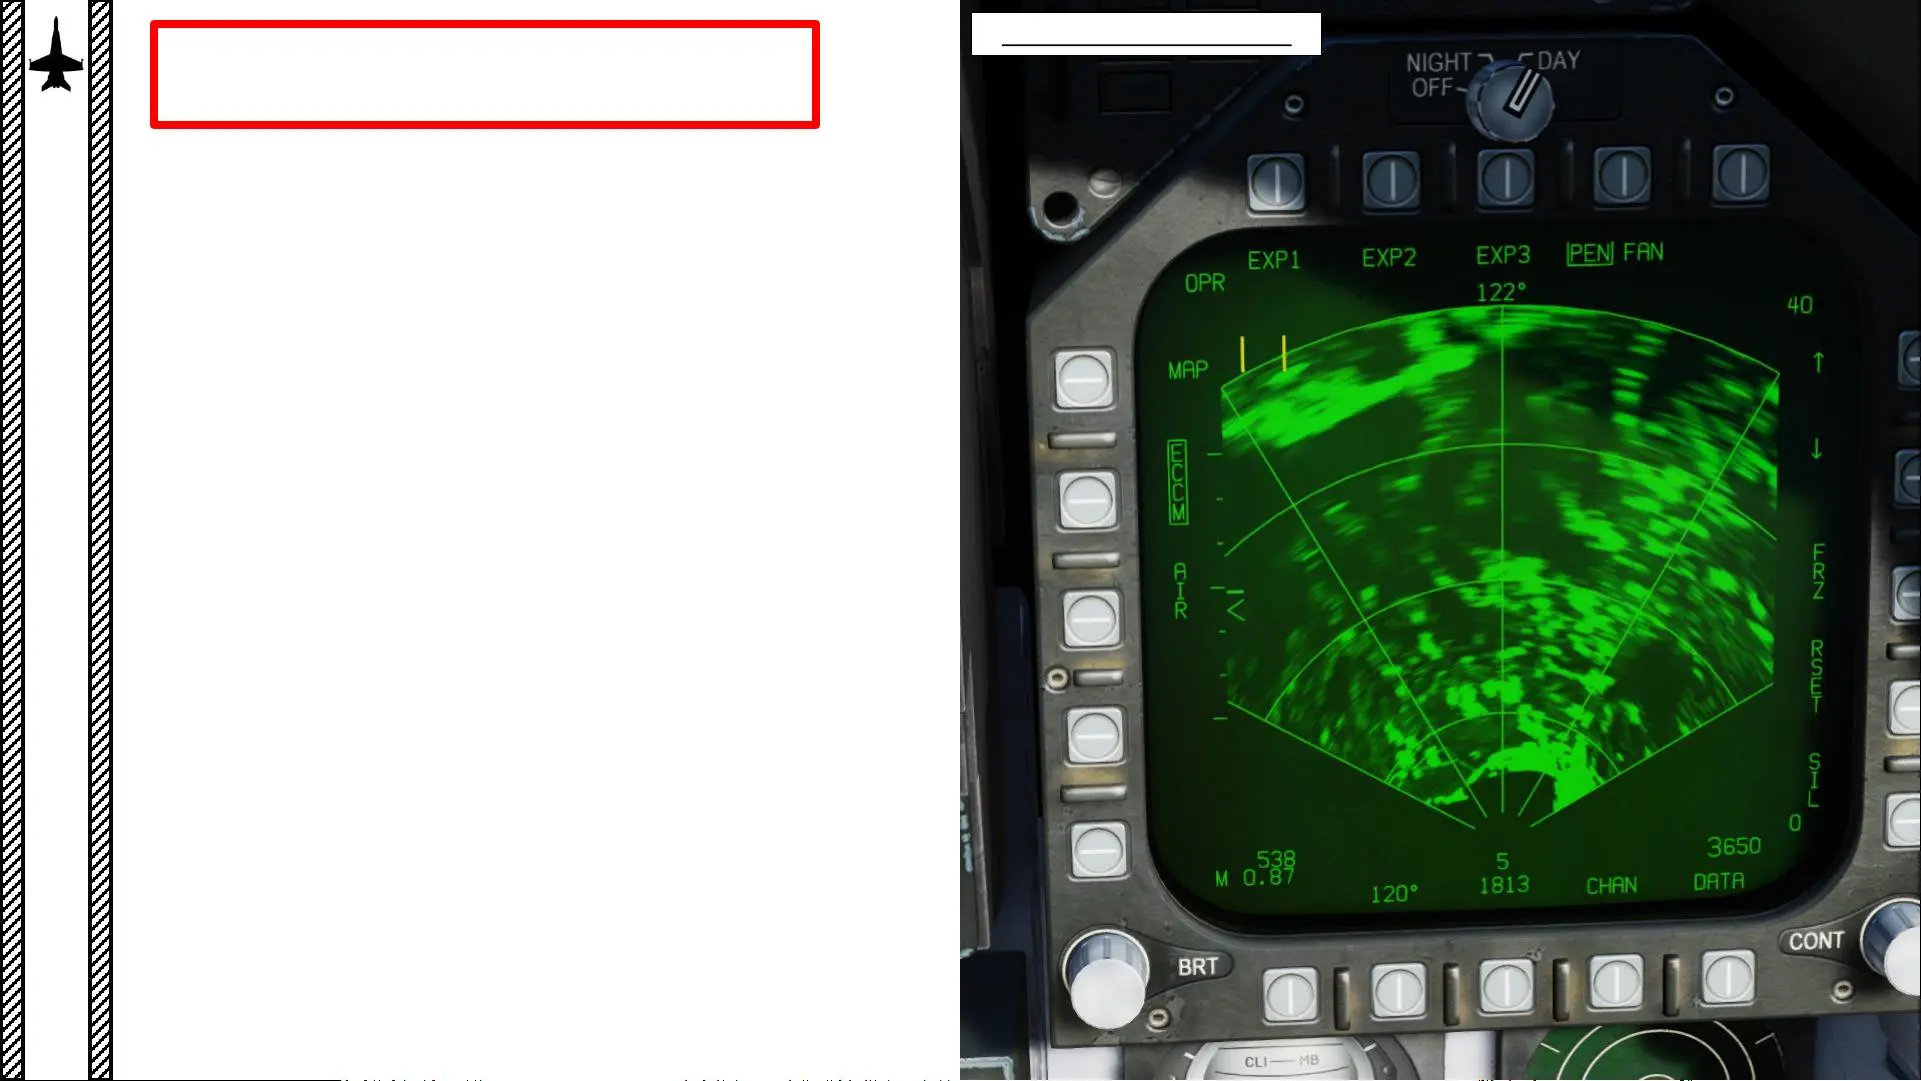 NIGHT DAY
OFF
EXP1 EXP2 EXP3 PEN FAN
OPR
122°
40
MAP
↑
↓
ECCM
AIR
<
FRZ
RSET
SIL
0
538 5 3650
M 0.87 120° 1813 CHAN DATA
BRT CONT
CLI MB